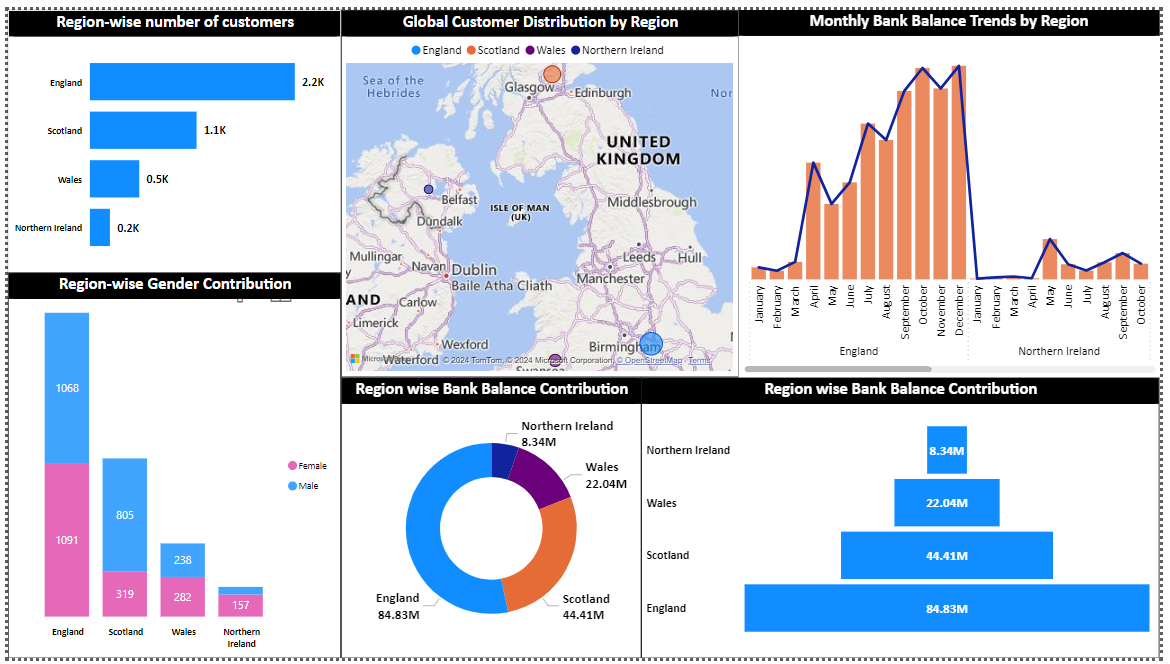 Region-wise number of customers
England
2.2K
Scotland
1.1K
Wales
0.5K
Northern Ireland
0.2K
Region-wise Gender Contribution
1068
1091
805
319
238
282
157
Female
Male
England
Scotland
Wales
Northern
Ireland
Global Customer Distribution by Region
England Scotland Wales Northern Ireland
Sea of the
Hebrides
Glasgow
Edinburgh
Nor
UNITED
KINGDOM
Belfast
ISLE OF MAN
(UK)
Middlesbrough
Dundalk
Mullingar
Navan
Dublin
Baile Atha Cliath
Leeds
Hull
Manchester
y
AND
Carlow
Limerick
Wexford
Birmingham
Waterford
Swansea
Microsoft
© 2024 TomTom, © 2024 Microsoft Corporation, © OpenStreetMap Terms
Monthly Bank Balance Trends by Region
January
February
March
April
May
June
July
August
September
October
November
December
January
February
March
April
May
June
July
August
September
October
England
Northern Ireland
Region wise Bank Balance Contribution
Northern Ireland
8.34M
Wales
22.04M
England
84.83M
Scotland
44.41M
Region wise Bank Balance Contribution
Northern Ireland
8.34M
Wales
22.04M
Scotland
44.41M
England
84.83M